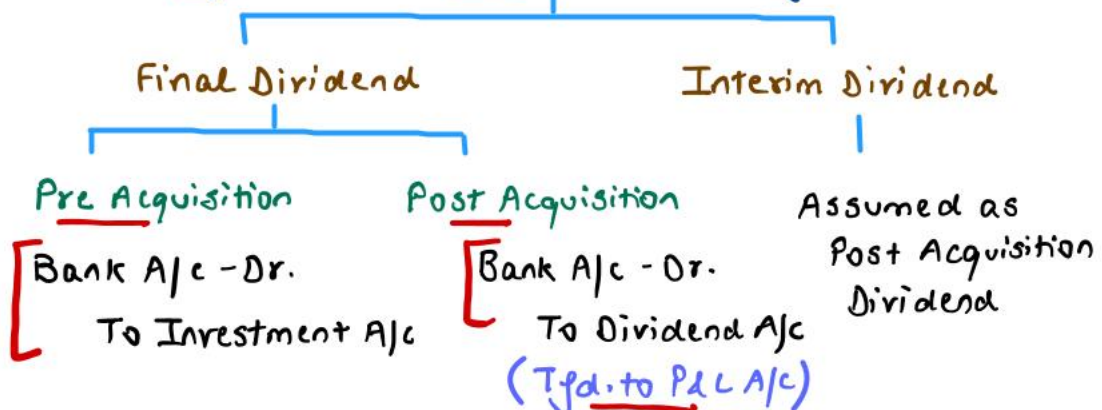 Final Dividend
Interim Dividend
Pre Acquisition
Bank A/c - Dr.
To Investment A/c
Post Acquisition
Bank A/c - Dr.
To Dividend A/c
(Tfd. to P&L A/c)
Assumed as
Post Acquisition
Dividend